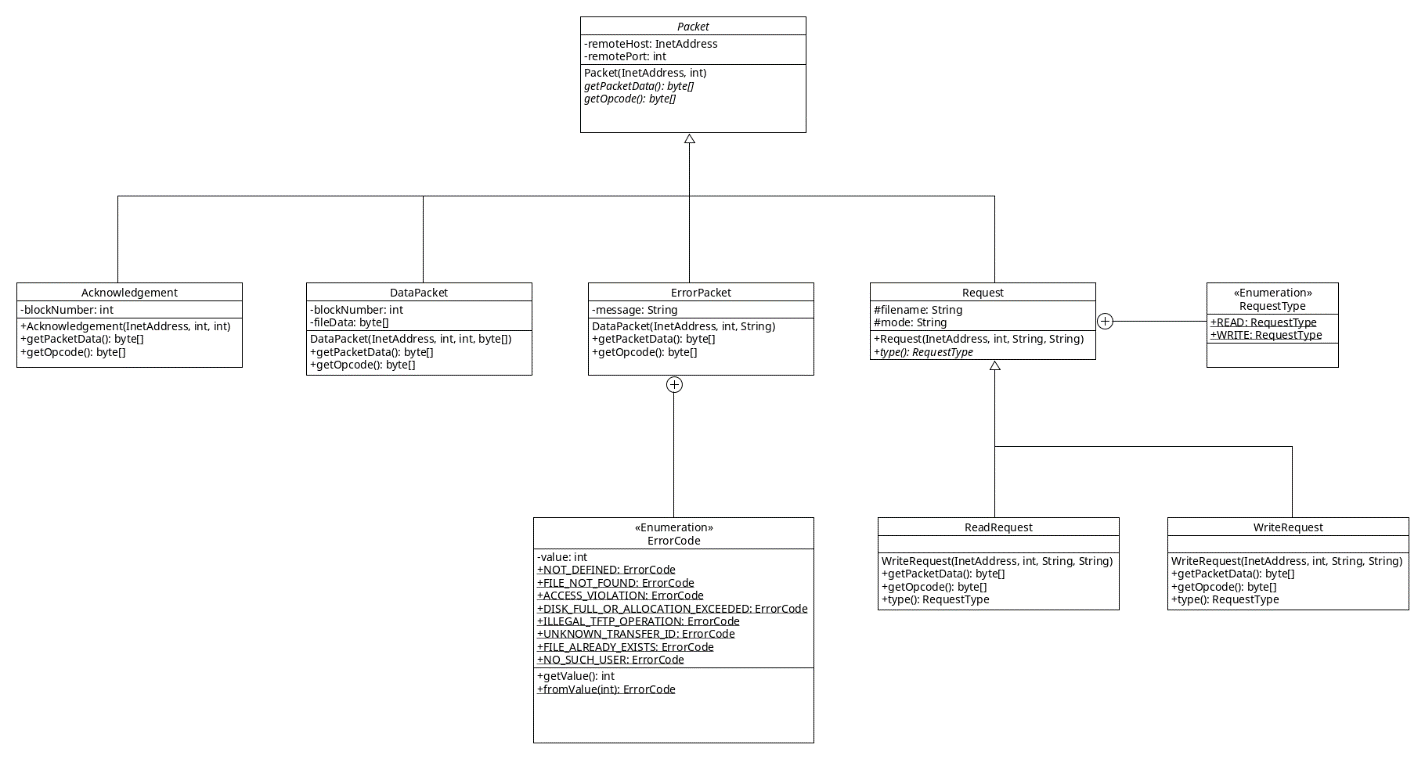 Packet
-remoteHost: InetAddress
-remotePort: int
Packet(InetAddress, int)
getPacketData(): byte[]
getOpcode(): byte[]
Acknowledgement
-blockNumber: int
+Acknowledgement(InetAddress, int, int)
+getPacketData(): byte[]
+getOpcode(): byte[]
DataPacket
-blockNumber: int
-fileData: byte[]
DataPacket(InetAddress, int, int, byte[])
+getPacketData(): byte[]
+getOpcode(): byte[]
ErrorPacket
-message: String
DataPacket(InetAddress, int, String)
+getPacketData(): byte[]
+getOpcode(): byte[]
Request
#filename: String
#mode: String
+Request(InetAddress, int, String, String)
+type(): RequestType
«Enumeration»
RequestType
+READ: RequestType
+WRITE: RequestType
«Enumeration»
ErrorCode
-value: int
+NOT_DEFINED: ErrorCode
+FILE_NOT_FOUND: ErrorCode
+ACCESS_VIOLATION: ErrorCode
+DISK_FULL_OR_ALLOCATION_EXCEEDED: ErrorCode
+ILLEGAL_TFTP_OPERATION: ErrorCode
+UNKNOWN_TRANSFER_ID: ErrorCode
+FILE_ALREADY_EXISTS: ErrorCode
+NO_SUCH_USER: ErrorCode
+getValue(): int
+fromValue(int): ErrorCode
ReadRequest
WriteRequest(InetAddress, int, String, String)
+getPacketData(): byte[]
+getOpcode(): byte[]
+type(): RequestType
WriteRequest
WriteRequest(InetAddress, int, String, String)
+getPacketData(): byte[]
+getOpcode(): byte[]
+type(): RequestType